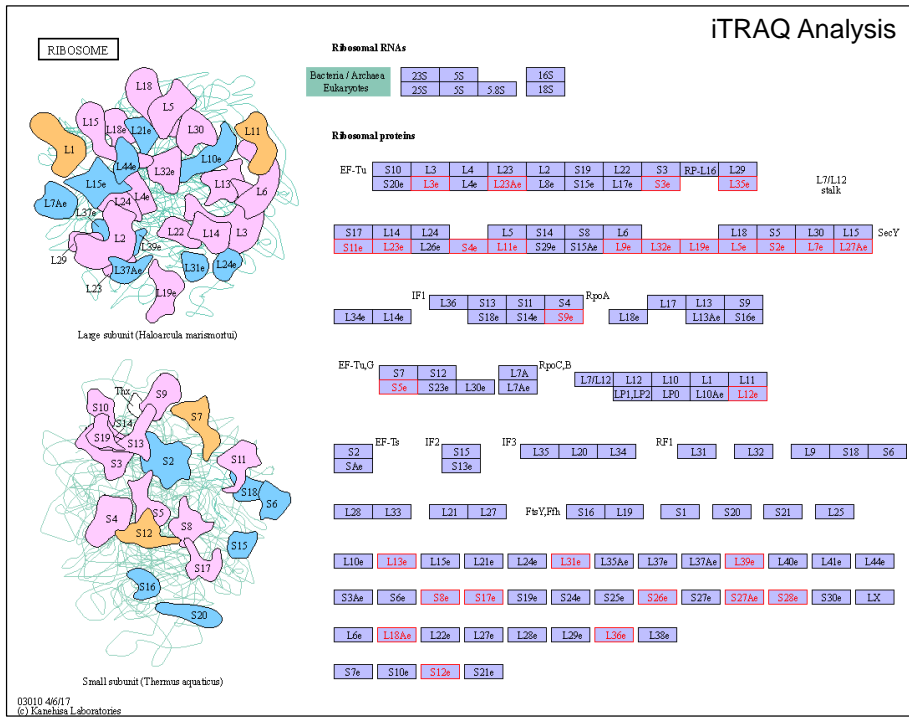 iTRAQ Analysis
RIBOSOME
L18
L5
L15
L18e
L21e
L30
L11
L1
L10e
L44e
L32e
L15e
L13
L6
L7Ae
L24
L4e
L37e
L2
L22
L14
L3
L39e
L29
L37Ae
L31e
L24e
L23
L19e
Large subunit (Haloarcula marismortui)
Thx
S9
S10
S14
S7
S19
S13
S3
S2
S11
S18
S6
S5
S4
S12
S8
S15
S17
S16
S20
Small subunit (Thermus aquaticus)
03010 4/6/17
(c) Kanehisa Laboratories
Ribosomal RNAs
Bacteria / Archaea 23S 5S 16S
Eukaryotes 25S 5S 5.8S 18S
Ribosomal proteins
EF-Tu S10 L3 L4 L23 L2 S19 L22 S3 RP-L16 L29
S20e L3e L4e L23Ae L8e S15e L17e S3e L35e
L7/L12
stalk
S17 L14 L24 L5 S14 S8 L6 L18 S5 L30 L15 SecY
S11e L23e L26e S4e L11e S29e S15Ae L9e L32e L19e L5e S2e L7e L27Ae
IF1 L36 S13 S11 S4 RpoA L17 L13 S9
L34e L14e S18e S14e S9e L18e L13Ae S16e
EF-Tu,G S7 S12 L7A RpoC,B L7/L12 L12 L10 L1 L11
S5e S23e L30e L7Ae LP1,LP2 LP0 L10Ae L12e
S2 EF-Ts IF2 S15 IF3 L35 L20 L34 RF1 L31 L32 L9 S18 S6
SAe S13e
L28 L33 L21 L27 FtsY,Ffh S16 L19 S1 S20 S21 L25
L10e L13e L15e L21e L24e L31e L35Ae L37e L37Ae L39e L40e L41e L44e
S3Ae S6e S8e S17e S19e S24e S25e S26e S27e S27Ae S28e S30e LX
L6e L18Ae L22e L27e L28e L29e L36e L38e
S7e S10e S12e S21e